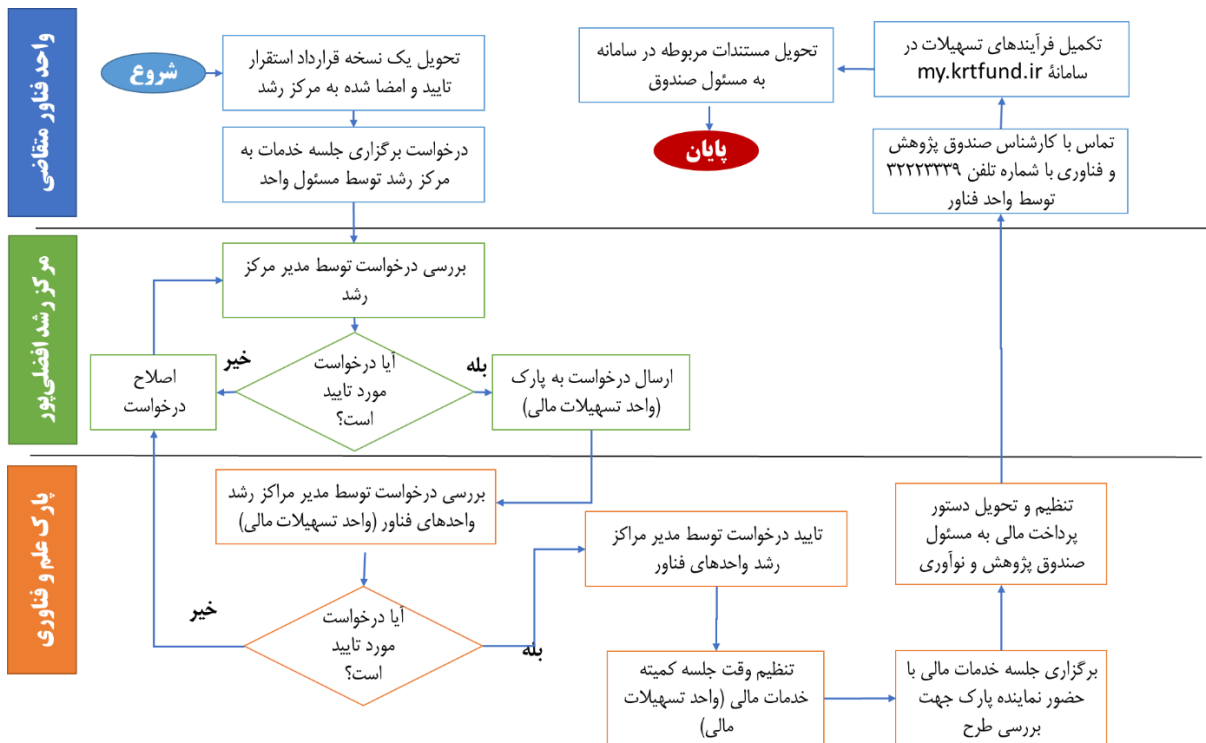 واحد فناور متقاضی
شروع
تحویل یک نسخه قرارداد استقرار
تایید و امضا شده به مرکز رشد
درخواست برگزاری جلسه خدمات به
مرکز رشد توسط مسئول واحد
تحویل مستندات مربوطه در سامانه
به مسئول صندوق
پایان
تکمیل فرآیندهای تسهیلات در
سامانهٔ my.krtfund.ir
تماس با کارشناس صندوق پژوهش
و فناوری با شماره تلفن ۳۲۲۲۳۳۳۹
توسط واحد فناور
مرکز رشد افضلی‌پور
بررسی درخواست توسط مدیر مرکز
رشد
آیا درخواست
مورد تایید
است؟
خیر
بله
اصلاح
درخواست
ارسال درخواست به پارک
(واحد تسهیلات مالی)
پارک علم و فناوری
بررسی درخواست توسط مدیر مراکز رشد
واحدهای فناور (واحد تسهیلات مالی)
آیا درخواست
مورد تایید
است؟
خیر
بله
تایید درخواست توسط مدیر مراکز
رشد واحدهای فناور
تنظیم وقت جلسه کمیته
خدمات مالی (واحد تسهیلات
مالی)
برگزاری جلسه خدمات مالی با
حضور نماینده پارک جهت
بررسی طرح
تنظیم و تحویل دستور
پرداخت مالی به مسئول
صندوق پژوهش و نوآوری